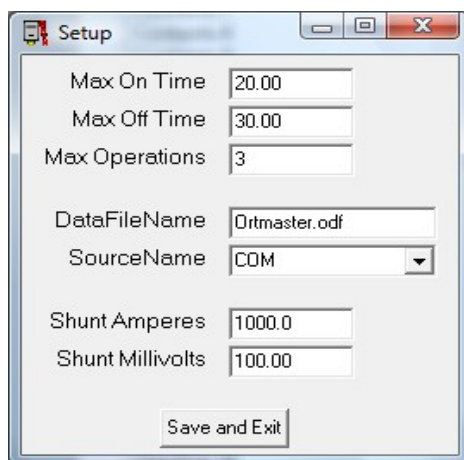 Setup
Max On Time 20.00
Max Off Time 30.00
Max Operations 3
DataFileName Ortmaster.odf
SourceName COM
Shunt Amperes 1000.0
Shunt Millivolts 100.00
Save and Exit